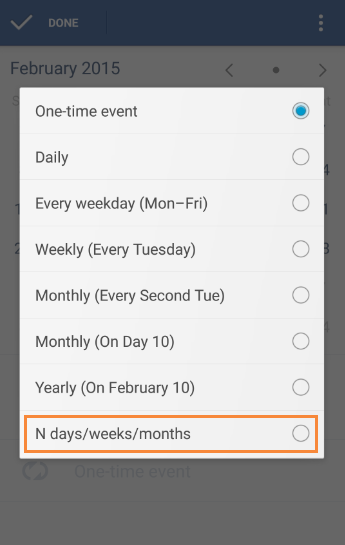 DONE
February 2015
One-time event
Daily
Every weekday (Mon–Fri)
Weekly (Every Tuesday)
Monthly (Every Second Tue)
Monthly (On Day 10)
Yearly (On February 10)
N days/weeks/months
One-time event